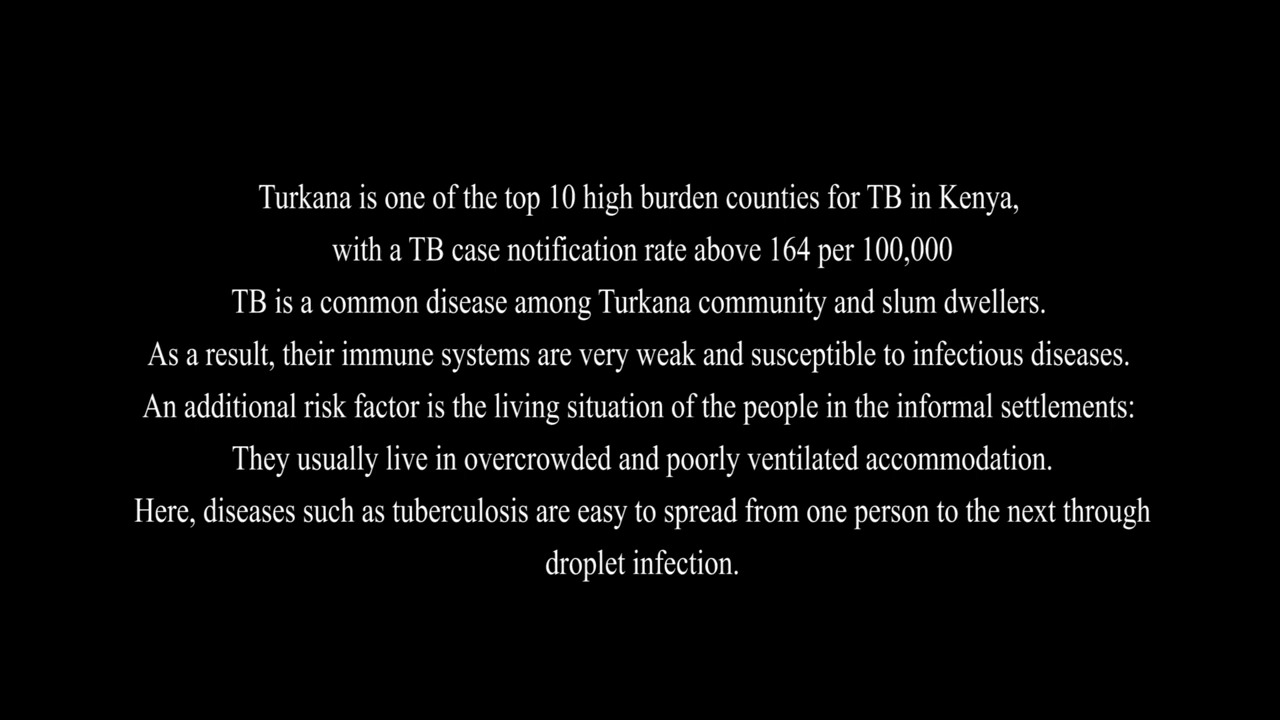 Turkana is one of the top 10 high burden counties for TB in Kenya,
with a TB case notification rate above 164 per 100,000
TB is a common disease among Turkana community and slum dwellers.
As a result, their immune systems are very weak and susceptible to infectious diseases.
An additional risk factor is the living situation of the people in the informal settlements:
They usually live in overcrowded and poorly ventilated accommodation.
Here, diseases such as tuberculosis are easy to spread from one person to the next through
droplet infection.